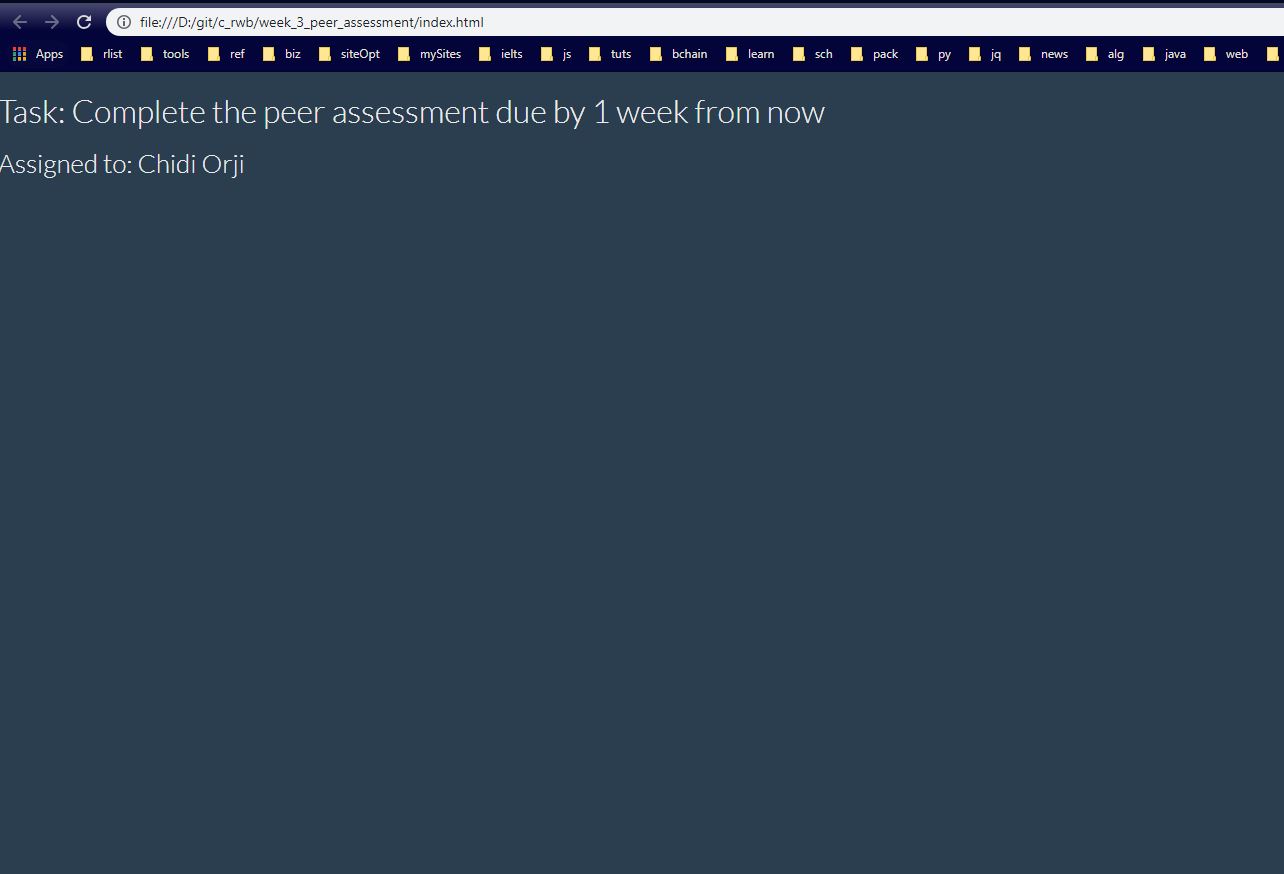 file:///D:/git/c_rwb/week_3_peer_assessment/index.html
Apps rlist tools ref biz siteOpt mySites ielts js tuts bchain learn sch pack py jq news alg java web
Task: Complete the peer assessment due by 1 week from now
Assigned to: Chidi Orji